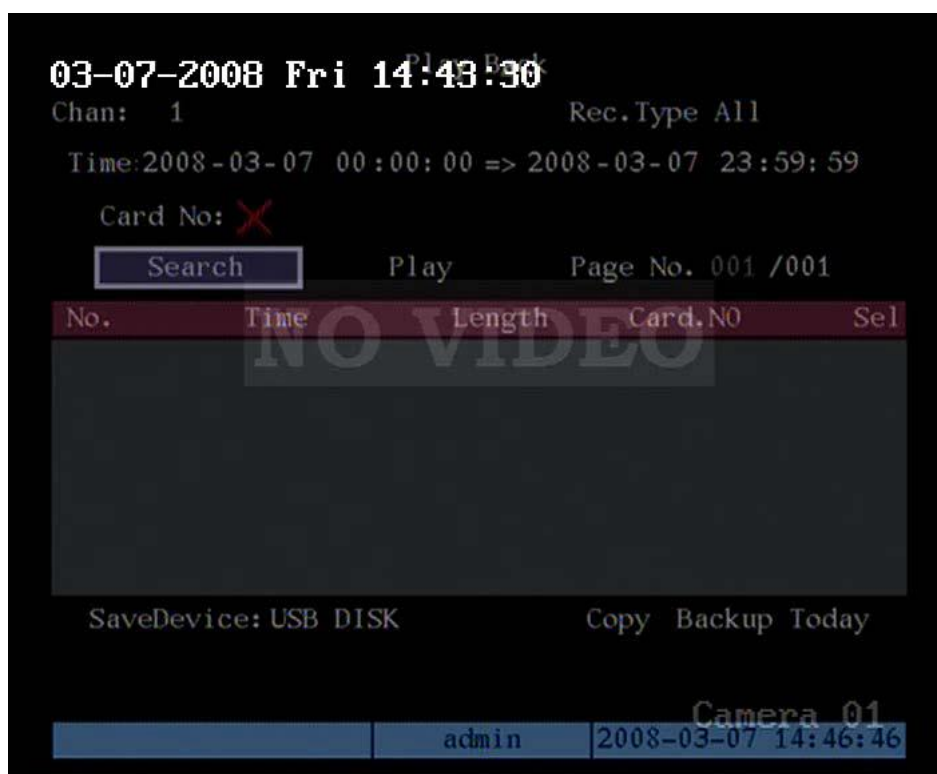 Play Back
03-07-2008 Fri 14:43:30
Chan: 1 Rec.Type All
Time:2008-03-07 00:00:00 => 2008-03-07 23:59:59
Card No:
Search Play Page No. 001 /001
No. Time Length Card.NO Sel
NO VIDEO
SaveDevice: USB DISK Copy Backup Today
Camera 01
admin 2008-03-07 14:46:46